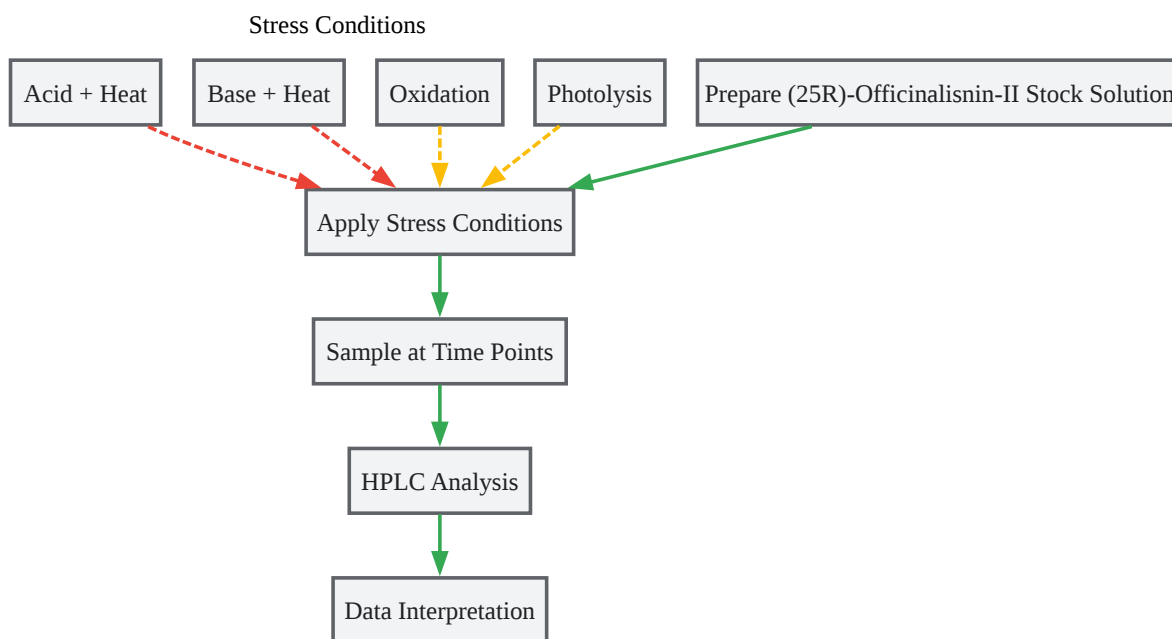 Stress Conditions
Acid + Heat
Base + Heat
Oxidation
Photolysis
Prepare (25R)-Officinalisnin-II Stock Solution
Apply Stress Conditions
Sample at Time Points
HPLC Analysis
Data Interpretation